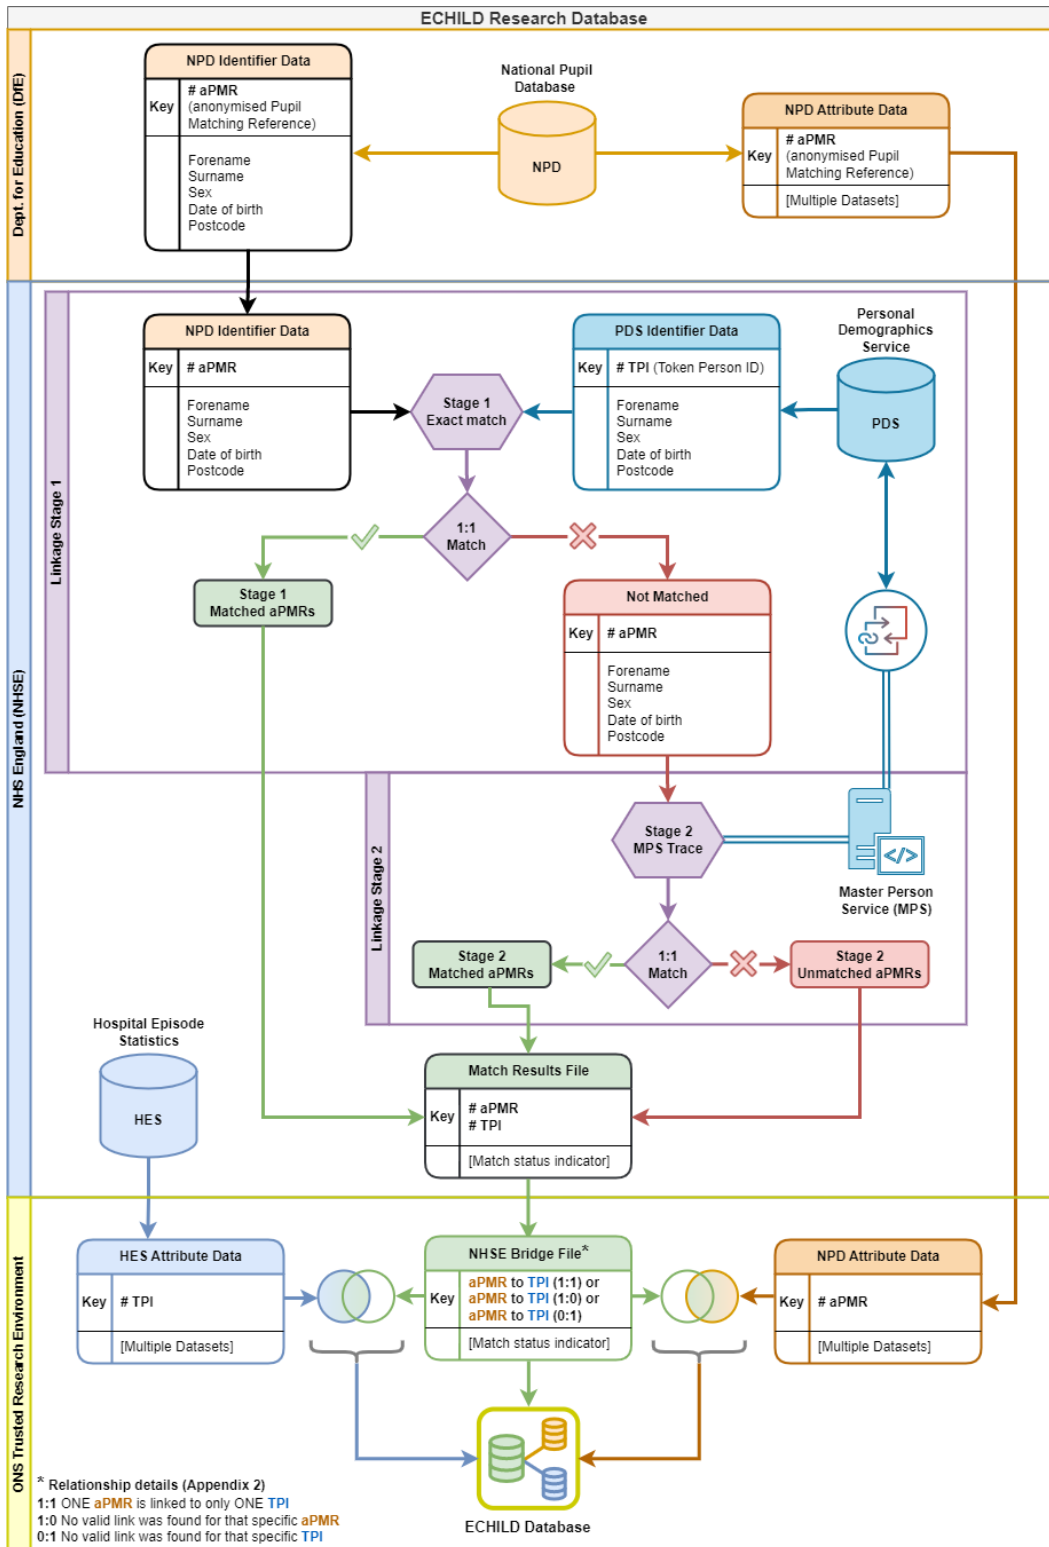 ECHILD Research Database
Dept. for Education (DfE)
NPD Identifier Data
Key
# aPMR
(anonymised Pupil
Matching Reference)
Forename
Surname
Sex
Date of birth
Postcode
National Pupil
Database
NPD
NPD Attribute Data
Key
# aPMR
(anonymised Pupil
Matching Reference)
[Multiple Datasets]
NHS England (NHSE)
Linkage Stage 1
NPD Identifier Data
Key
# aPMR
Forename
Surname
Sex
Date of birth
Postcode
Stage 1
Exact match
PDS Identifier Data
Key
# TPI (Token Person ID)
Forename
Surname
Sex
Date of birth
Postcode
Personal
Demographics
Service
PDS
1:1
Match
Stage 1
Matched aPMRs
Not Matched
Key
# aPMR
Forename
Surname
Sex
Date of birth
Postcode
Linkage Stage 2
Stage 2
MPS Trace
</>
Master Person
Service (MPS)
Stage 2
Matched aPMRs
1:1
Match
Stage 2
Unmatched aPMRs
Hospital Episode
Statistics
HES
Match Results File
Key
# aPMR
# TPI
[Match status indicator]
ONS Trusted Research Environment
HES Attribute Data
Key
# TPI
[Multiple Datasets]
NHSE Bridge File*
Key
aPMR to TPI (1:1) or
aPMR to TPI (1:0) or
aPMR to TPI (0:1)
[Match status indicator]
NPD Attribute Data
Key
# aPMR
[Multiple Datasets]
ECHILD Database
* Relationship details (Appendix 2)
1:1 ONE aPMR is linked to only ONE TPI
1:0 No valid link was found for that specific aPMR
0:1 No valid link was found for that specific TPI